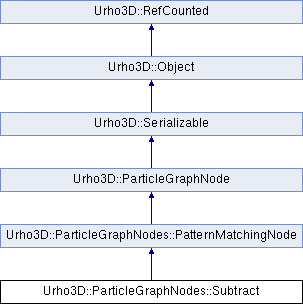 Urho3D::RefCounted
Urho3D::Object
Urho3D::Serializable
Urho3D::ParticleGraphNode
Urho3D::ParticleGraphNodes::PatternMatchingNode
Urho3D::ParticleGraphNodes::Subtract